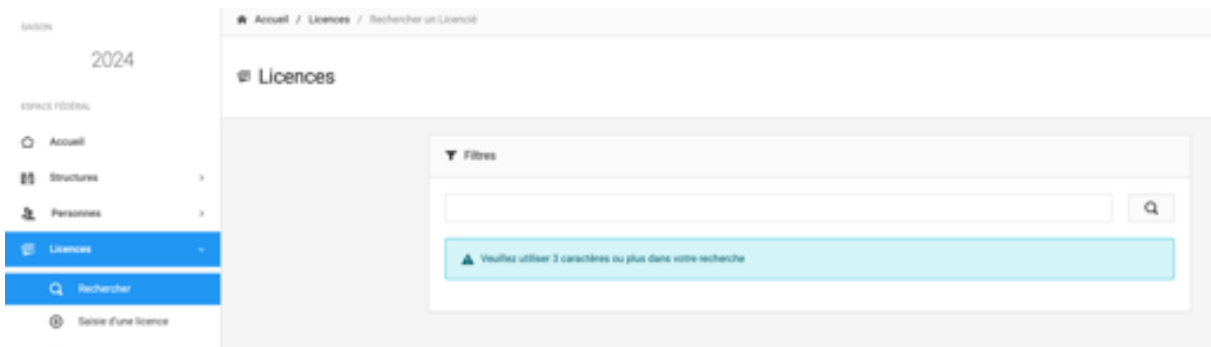 SAISON
2024
ESPACE FÉDÉRAL
Accueil
Structures
Personnes
Licences
Rechercher
Saisie d'une licence
Accueil / Licences / Rechercher un Licencié
Licences
Filtres
Veuillez utiliser 3 caractères ou plus dans votre recherche